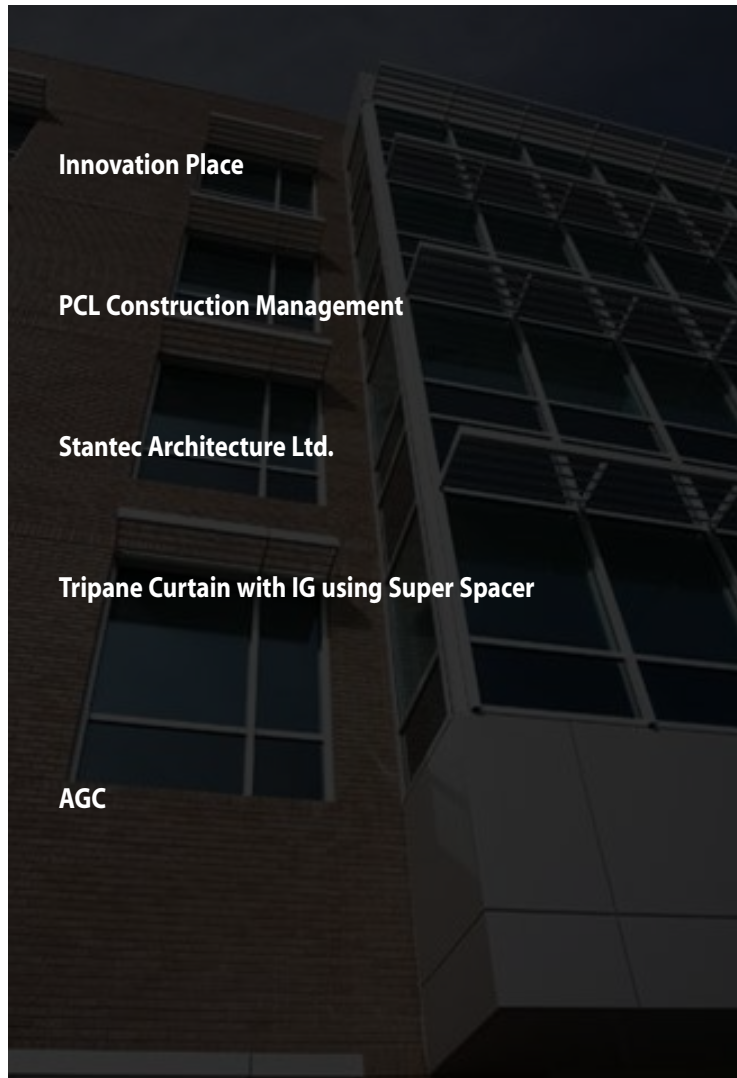 Innovation Place
PCL Construction Management
Stantec Architecture Ltd.
Tripane Curtain with IG using Super Spacer
AGC